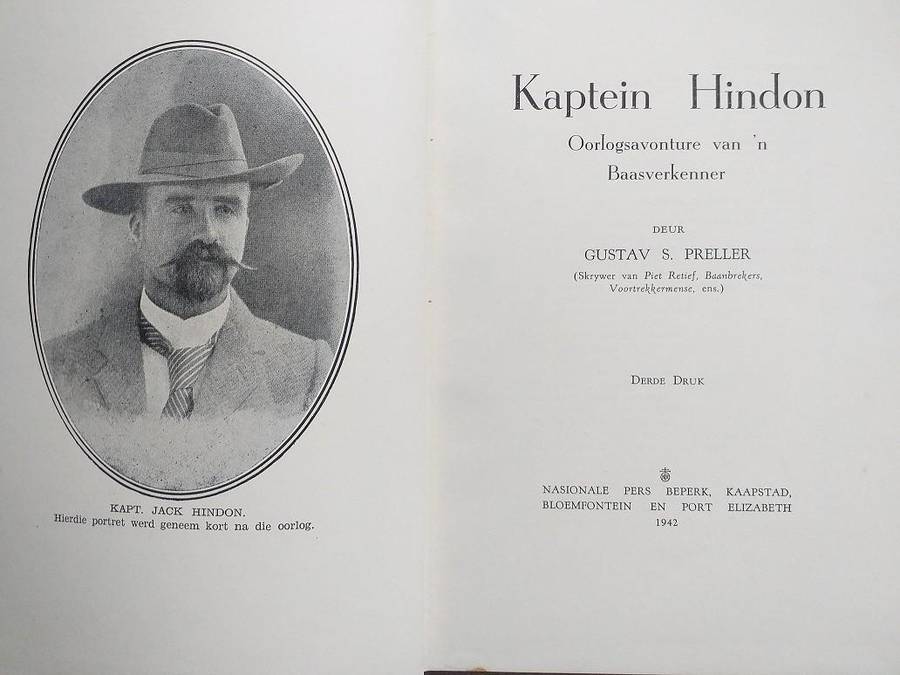 KAPT. JACK HINDON.
Hierdie portret werd geneem kort na die oorlog.
Kaptein Hindon
Oorlogsavonture van 'n
Baasverkenner
DEUR
GUSTAV S. PRELLER
(Skrywer van Piet Retief, Baanbrekers,
Voortrekkermense, ens.)
DERDE DRUK
NASIONALE PERS BEPERK, KAAPSTAD,
BLOEMFONTEIN EN PORT ELIZABETH
1942